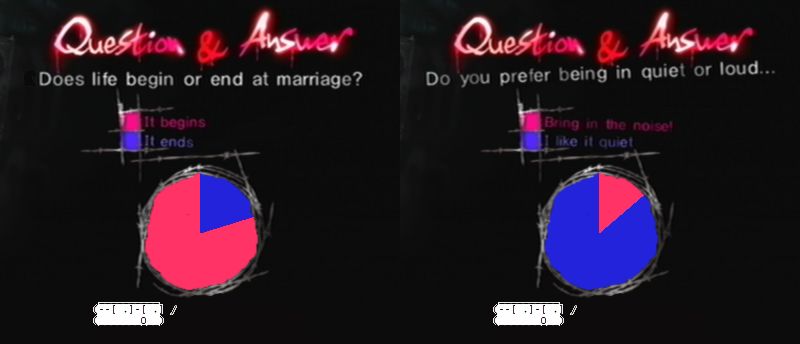 Question & Answer
Does life begin or end at marriage?
It begins
It ends
Question & Answer
Do you prefer being in quiet or loud...
Bring in the noise!
I like it quiet